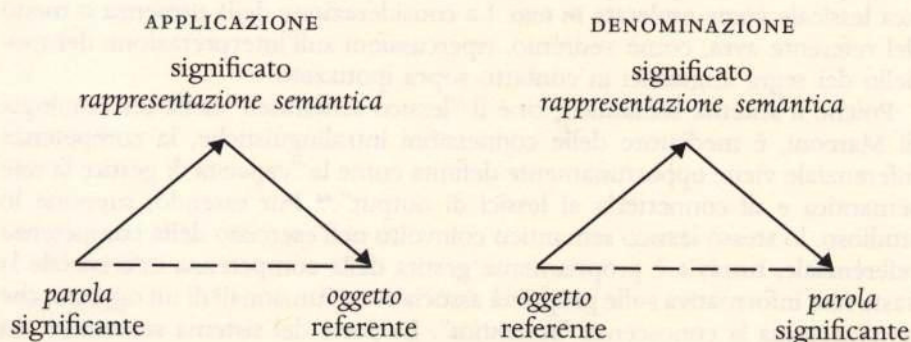 APPLICAZIONE
significato
rappresentazione semantica
parola
significante
oggetto
referente
DENOMINAZIONE
significato
rappresentazione semantica
oggetto
referente
parola
significante